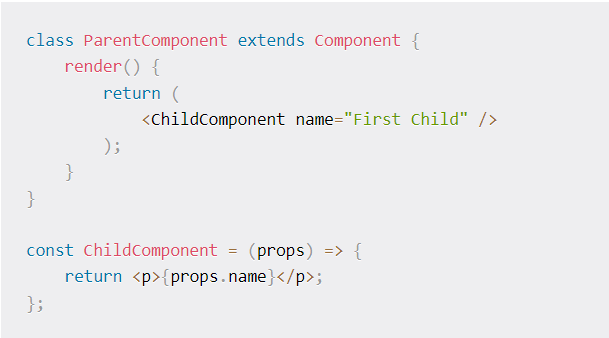 class ParentComponent extends Component {
    render() {
        return (
            <ChildComponent name="First Child" />
        );
    }
}

const ChildComponent = (props) => {
    return <p>{props.name}</p>;
};